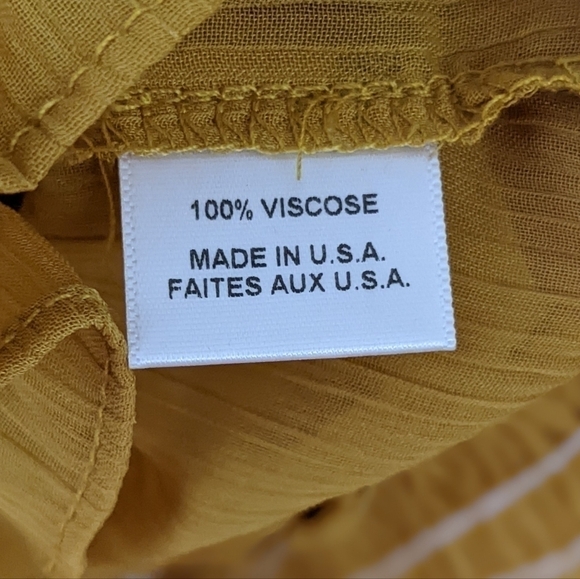 100% VISCOSE
MADE IN U.S.A.
FAITES AUX U.S.A.